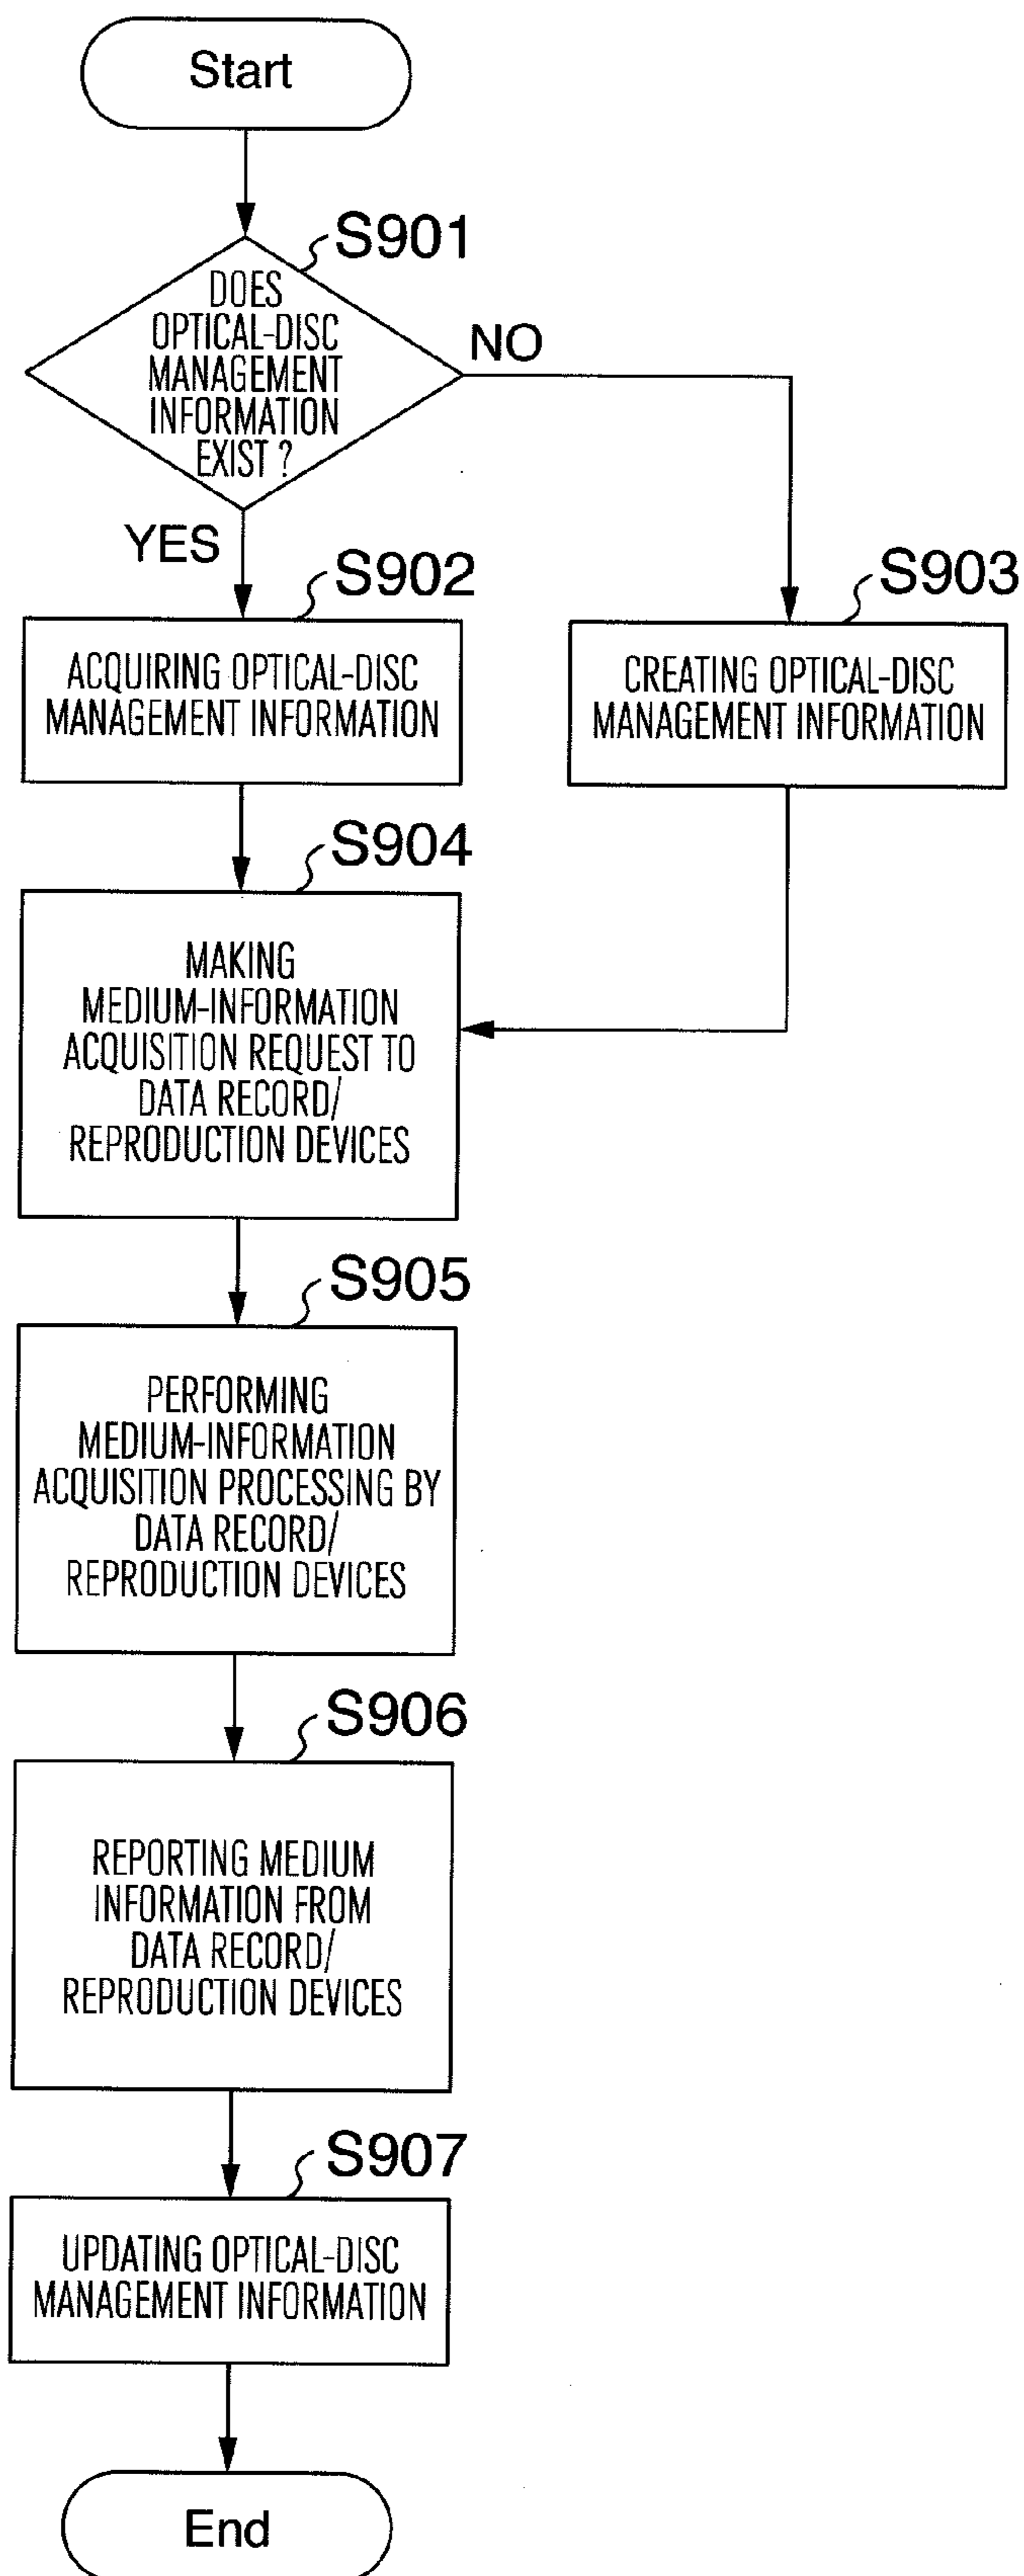 Start
S901
DOES
OPTICAL-DISC
MANAGEMENT
INFORMATION
EXIST ?
NO
YES
S902
ACQUIRING OPTICAL-DISC
MANAGEMENT INFORMATION
S903
CREATING OPTICAL-DISC
MANAGEMENT INFORMATION
S904
MAKING
MEDIUM-INFORMATION
ACQUISITION REQUEST TO
DATA RECORD/
REPRODUCTION DEVICES
S905
PERFORMING
MEDIUM-INFORMATION
ACQUISITION PROCESSING BY
DATA RECORD/
REPRODUCTION DEVICES
S906
REPORTING MEDIUM
INFORMATION FROM
DATA RECORD/
REPRODUCTION DEVICES
S907
UPDATING OPTICAL-DISC
MANAGEMENT INFORMATION
End